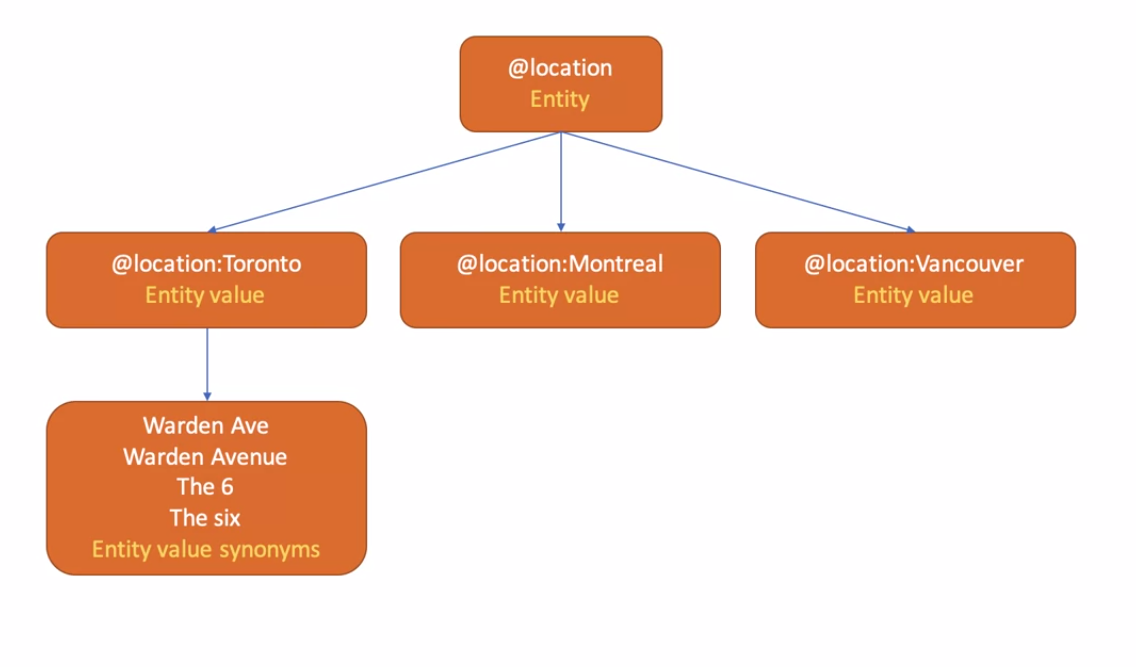 @location
Entity
@location:Toronto
Entity value
@location:Montreal
Entity value
@location:Vancouver
Entity value
Warden Ave
Warden Avenue
The 6
The six
Entity value synonyms